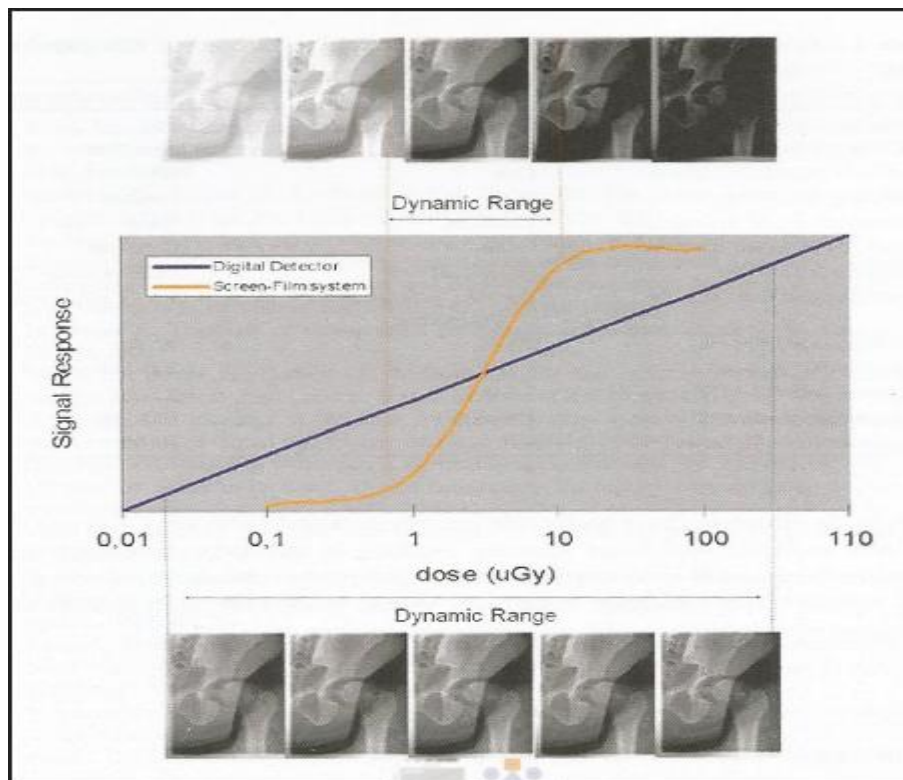 Dynamic Range
Digital Detector
Screen-Film system
Signal Response
0,01 0,1 1 10 100 110
dose (uGy)
Dynamic Range